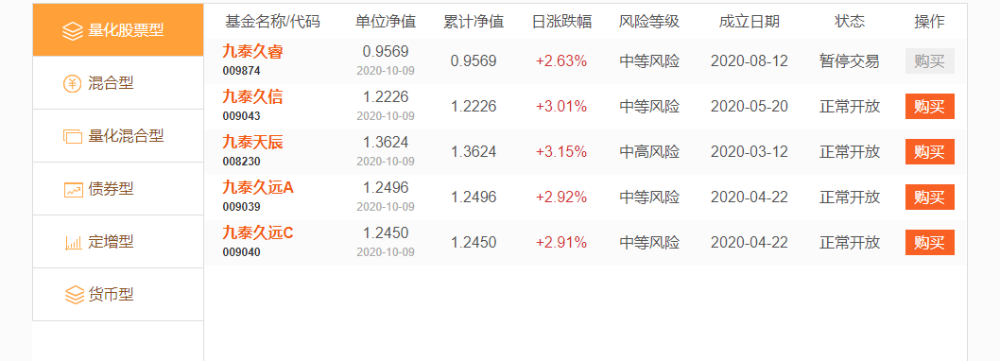 量化股票型
混合型
量化混合型
债券型
定增型
货币型
基金名称/代码 单位净值 累计净值 日涨跌幅 风险等级 成立日期 状态 操作
九泰久睿 0.9569 0.9569 +2.63% 中等风险 2020-08-12 暂停交易 购买
009874 2020-10-09
九泰久信 1.2226 1.2226 +3.01% 中等风险 2020-05-20 正常开放 购买
009043 2020-10-09
九泰天辰 1.3624 1.3624 +3.15% 中高风险 2020-03-12 正常开放 购买
008230 2020-10-09
九泰久远A 1.2496 1.2496 +2.92% 中等风险 2020-04-22 正常开放 购买
009039 2020-10-09
九泰久远C 1.2450 1.2450 +2.91% 中等风险 2020-04-22 正常开放 购买
009040 2020-10-09